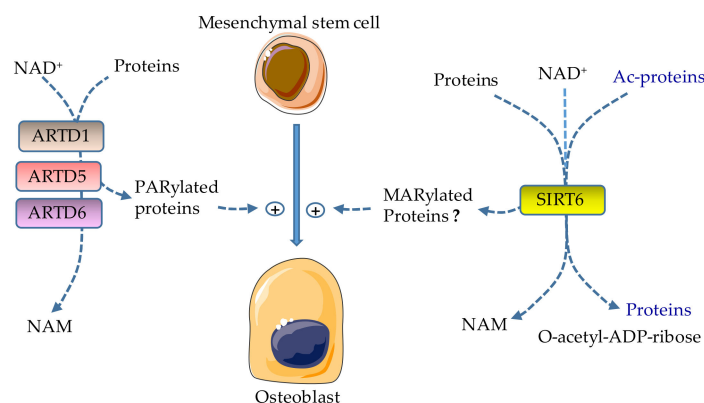 Mesenchymal stem cell
NAD⁺
Proteins
ARTD1
ARTD5
ARTD6
PARylated
proteins
NAM
+
+
MARylated
Proteins ?
Proteins
NAD⁺
Ac-proteins
SIRT6
NAM
Proteins
O-acetyl-ADP-ribose
Osteoblast